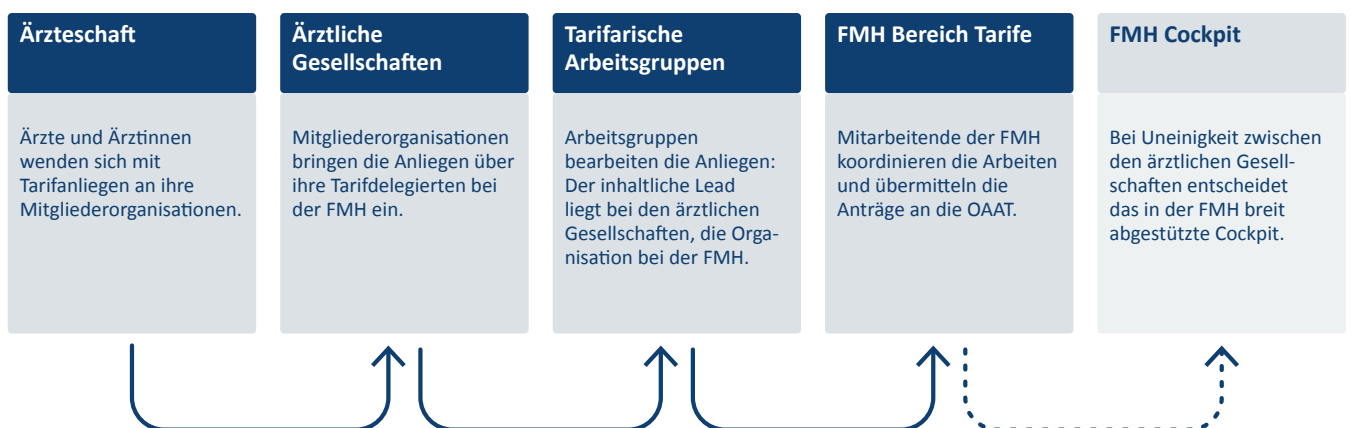 Ärzteschaft
Ärzte und Ärztinnen
wenden sich mit
Tarifanliegen an ihre
Mitgliederorganisationen.
Ärztliche
Gesellschaften
Mitgliederorganisationen
bringen die Anliegen über
ihre Tarifdelegierten bei
der FMH ein.
Tarifarische
Arbeitsgruppen
Arbeitsgruppen
bearbeiten die Anliegen:
Der inhaltliche Lead
liegt bei den ärztlichen
Gesellschaften, die Orga-
nisation bei der FMH.
FMH Bereich Tarife
Mitarbeitende der FMH
koordinieren die Arbeiten
und übermitteln die
Anträge an die OAAT.
FMH Cockpit
Bei Uneinigkeit zwischen
den ärztlichen Gesell-
schaften entscheidet
das in der FMH breit
abgestützte Cockpit.